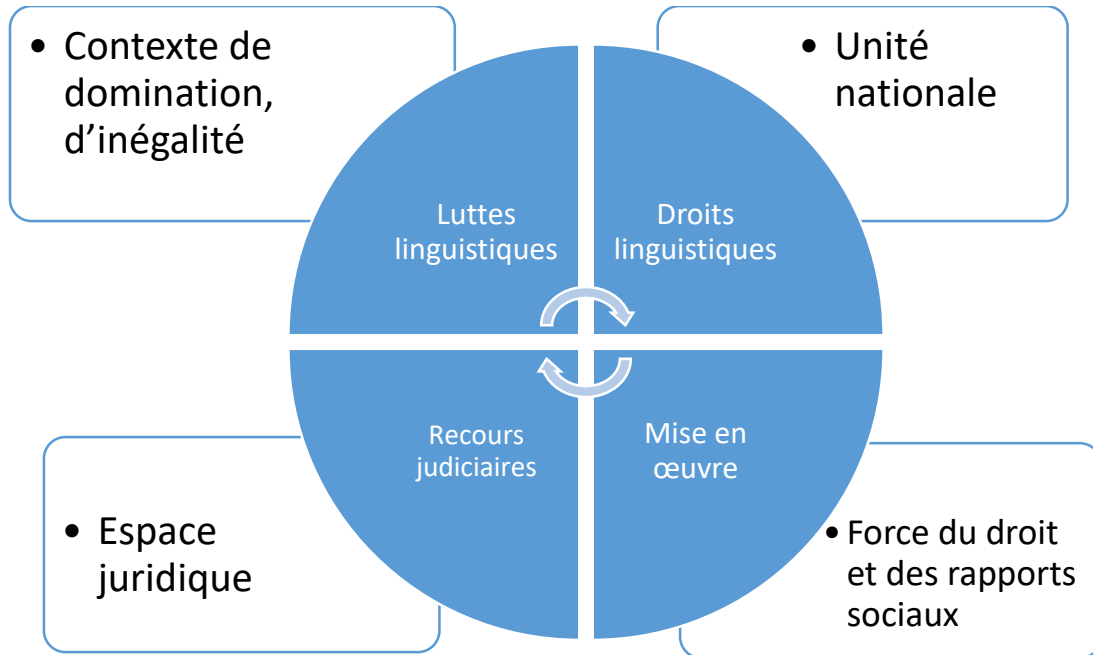 • Contexte de
domination,
d’inégalité
• Unité
nationale
Luttes
linguistiques
Droits
linguistiques
Recours
judiciaires
Mise en
œuvre
• Espace
juridique
• Force du droit
et des rapports
sociaux